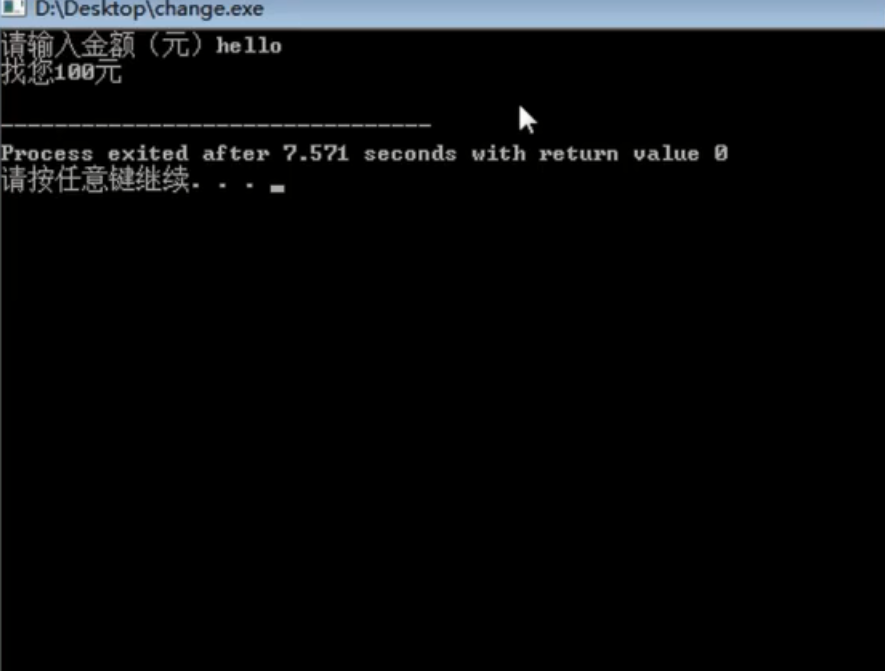 D:\Desktop\change.exe
请输入金额（元）hello
找您100元
--------------------------------
Process exited after 7.571 seconds with return value 0
请按任意键继续. . .